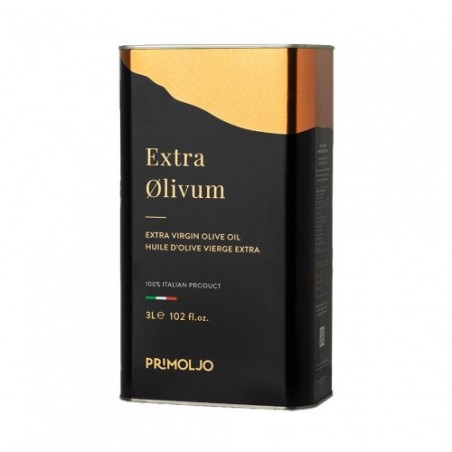 Extra
Ølivum
EXTRA VIRGIN OLIVE OIL
HUILE D'OLIVE VIERGE EXTRA
100% ITALIAN PRODUCT
3L℮ 102 fl.oz.
PR!MOLJO